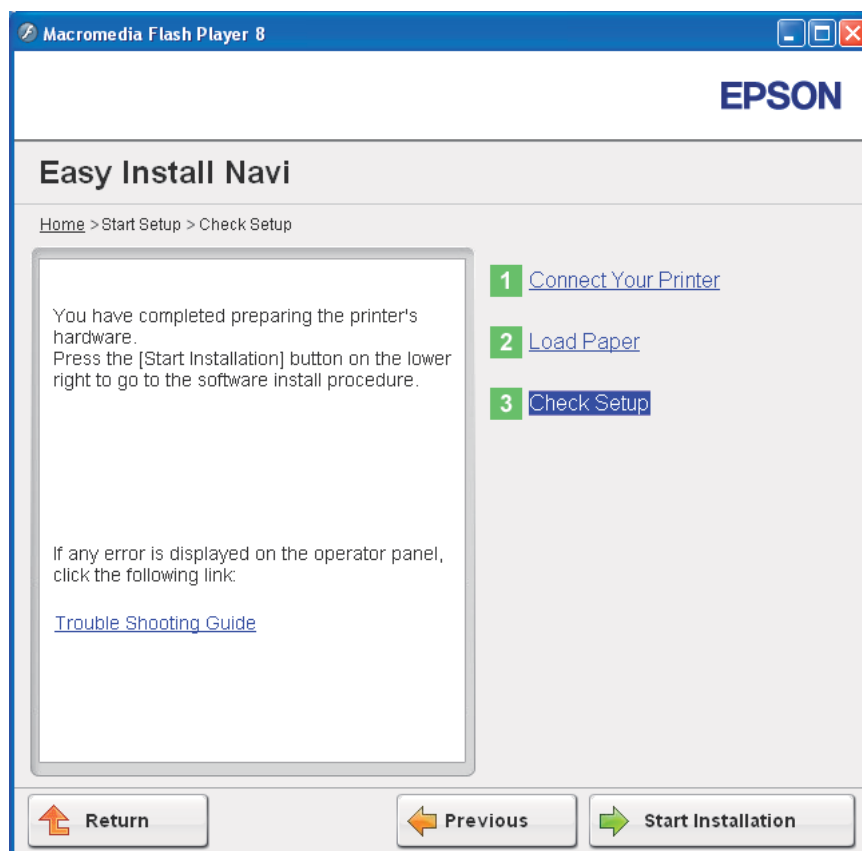 Macromedia Flash Player 8
EPSON
Easy Install Navi
Home > Start Setup > Check Setup
You have completed preparing the printer's
hardware.
Press the [Start Installation] button on the lower
right to go to the software install procedure.
If any error is displayed on the operator panel,
click the following link:
Trouble Shooting Guide
1 Connect Your Printer
2 Load Paper
3 Check Setup
Return
Previous
Start Installation